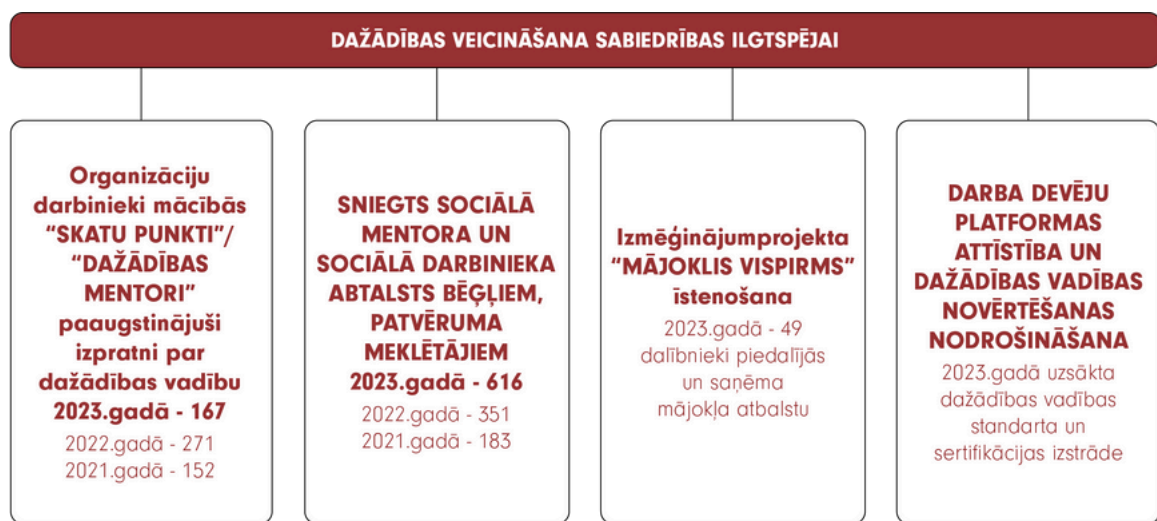 DAŽĀDĪBAS VEICINĀŠANA SABIEDRĪBAS ILGTSPĒJAI
Organizāciju
darbinieki mācībās
“SKATU PUNKTI”/
“DAŽĀDĪBAS
MENTORI”
paaugstinājuši
izpratni par
dažādības vadību
2023.gadā - 167
2022.gadā - 271
2021.gadā - 152
SNIEGTS SOCIĀLĀ
MENTORA UN
SOCIĀLĀ DARBINIEKA
ABTALSTS BĒGĻIEM,
PATVĒRUMA
MEKLĒTĀJIEM
2023.gadā - 616
2022.gadā - 351
2021.gadā - 183
Izmēģinājumprojekta
“MĀJOKLIS VISPIRMS”
īstenošana
2023.gadā - 49
dalībnieki piedalījās
un saņēma
mājokļa atbalstu
DARBA DEVĒJU
PLATFORMAS
ATTĪSTĪBA UN
DAŽĀDĪBAS VADĪBAS
NOVĒRTĒŠANAS
NODROŠINĀŠANA
2023.gadā uzsākta
dažādības vadības
standarta un
sertifikācijas izstrāde